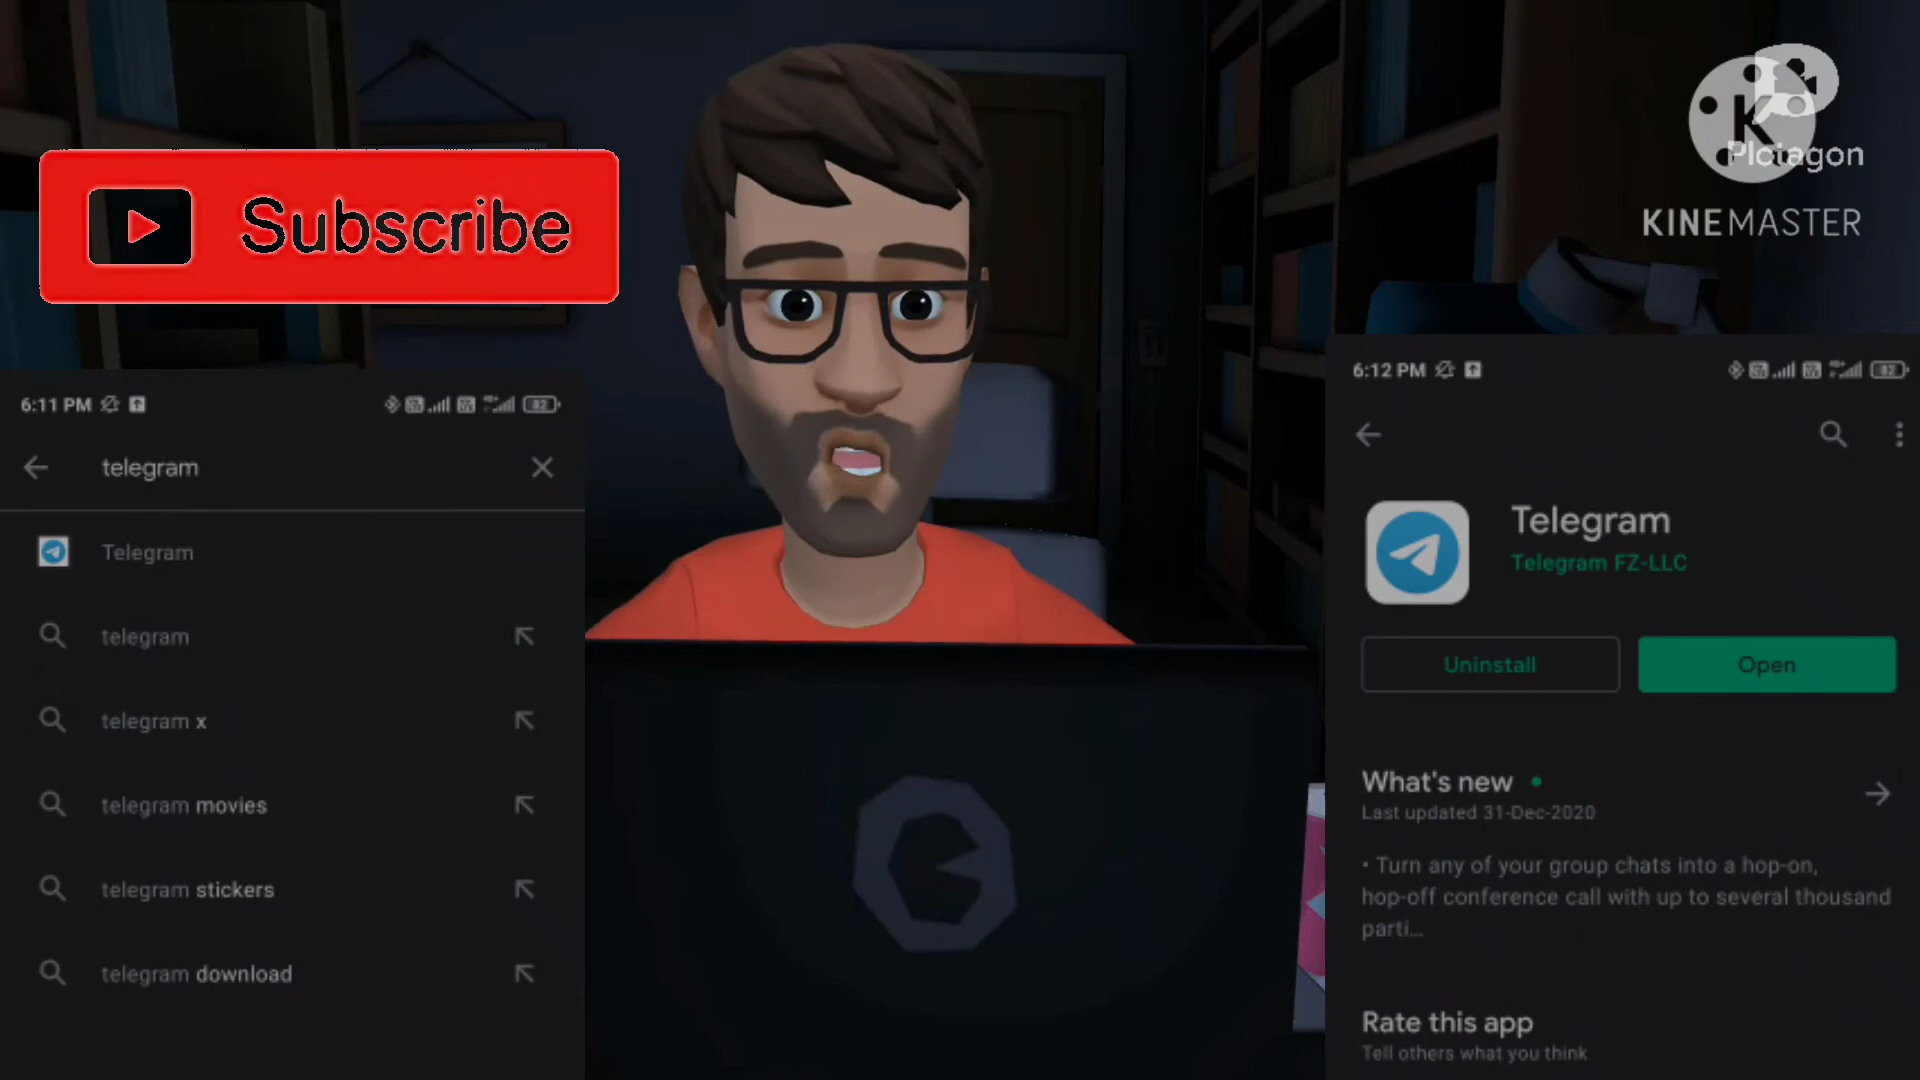 Subscribe
Plotagon
KINEMASTER
6:11 PM
82
telegram
Telegram
telegram
telegram x
telegram movies
telegram stickers
telegram download
6:12 PM
82
Telegram
Telegram FZ-LLC
Uninstall
Open
What's new
Last updated 31-Dec-2020
• Turn any of your group chats into a hop-on,
hop-off conference call with up to several thousand
parti...
Rate this app
Tell others what you think